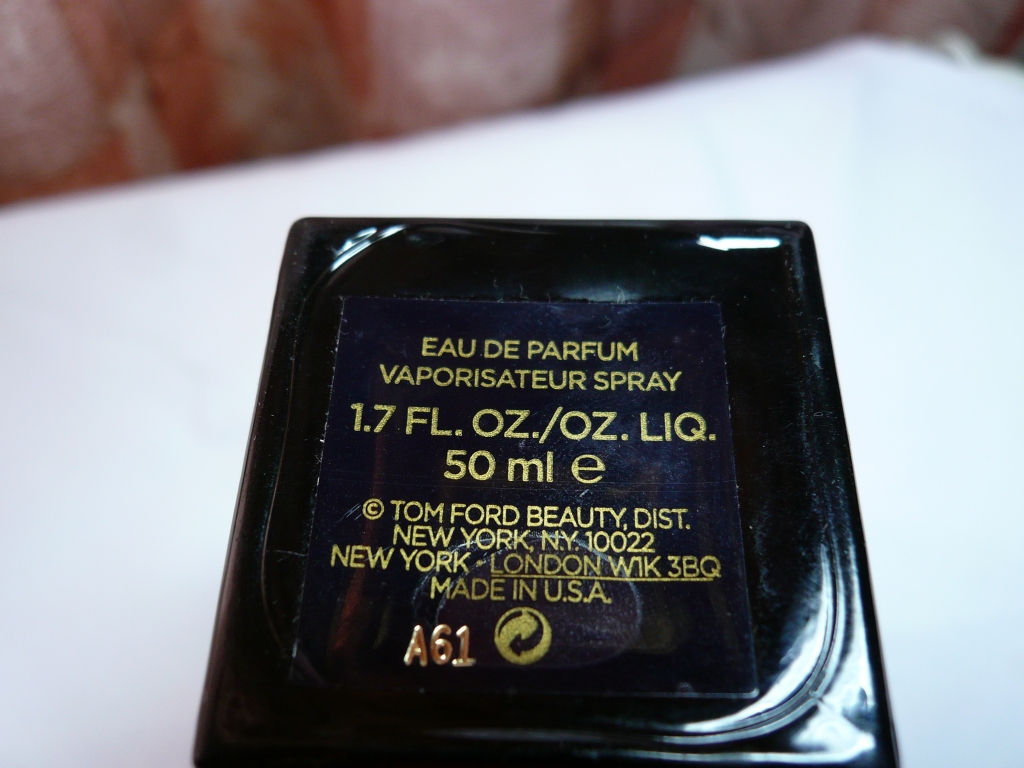 EAU DE PARFUM
VAPORISATEUR SPRAY
1.7 FL. OZ./OZ. LIQ.
50 ml ℮
© TOM FORD BEAUTY, DIST.
NEW YORK, N.Y. 10022
NEW YORK - LONDON W1K 3BQ
MADE IN U.S.A.
A61